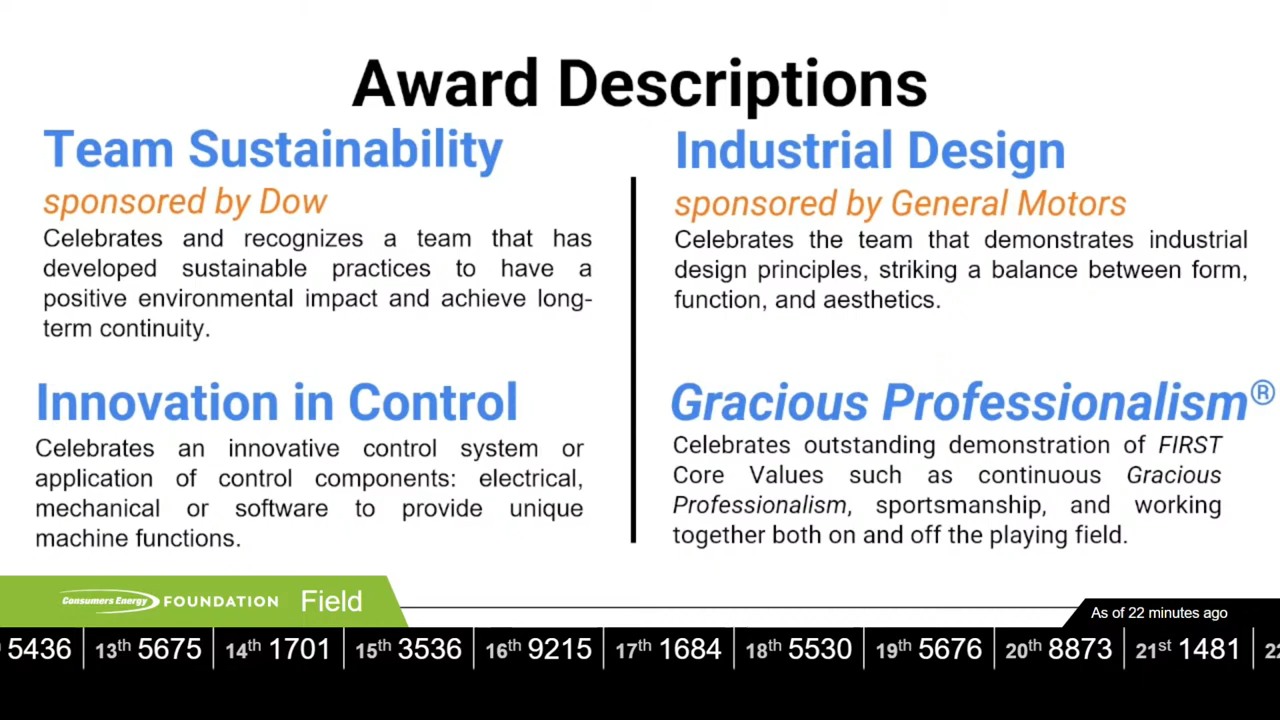 Award Descriptions
Team Sustainability
sponsored by Dow
Celebrates and recognizes a team that has
developed sustainable practices to have a
positive environmental impact and achieve long-
term continuity.
Industrial Design
sponsored by General Motors
Celebrates the team that demonstrates industrial
design principles, striking a balance between form,
function, and aesthetics.
Innovation in Control
Celebrates an innovative control system or
application of control components: electrical,
mechanical or software to provide unique
machine functions.
Gracious Professionalism®
Celebrates outstanding demonstration of FIRST
Core Values such as continuous Gracious
Professionalism, sportsmanship, and working
together both on and off the playing field.
Consumers Energy FOUNDATION Field
As of 22 minutes ago
5436 13th 5675 14th 1701 15th 3536 16th 9215 17th 1684 18th 5530 19th 5676 20th 8873 21st 1481